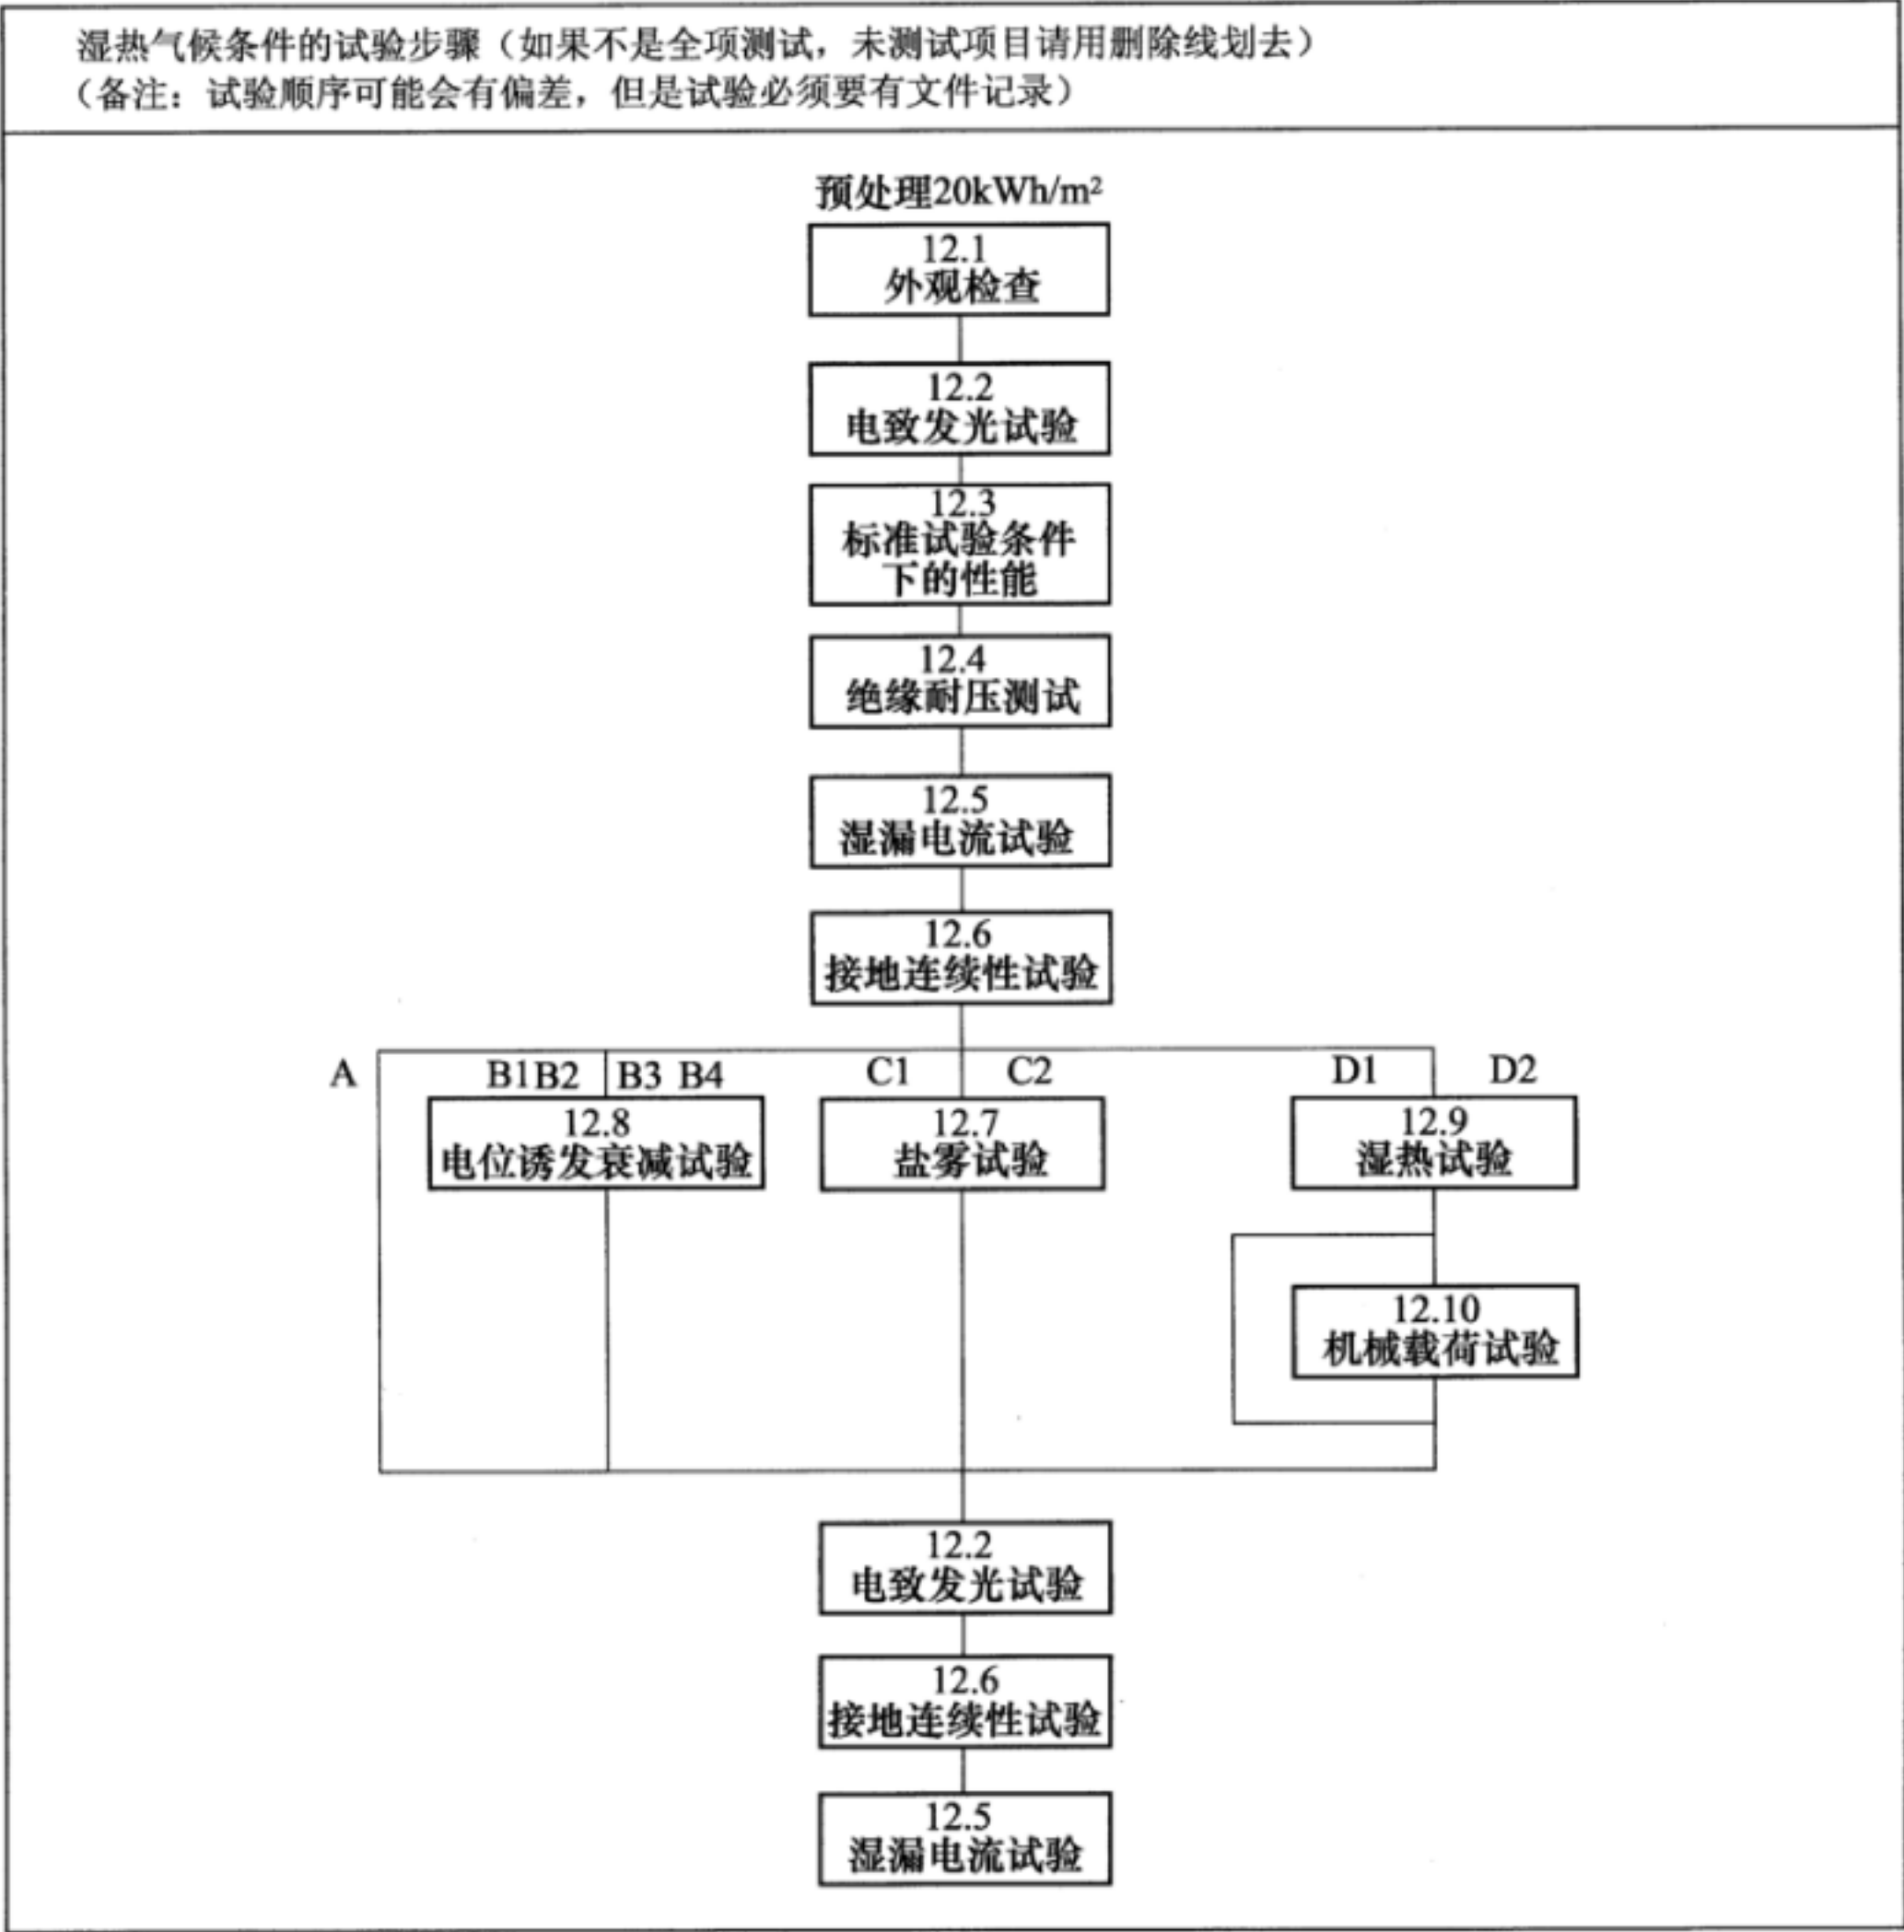 湿热气候条件的试验步骤（如果不是全项测试，未测试项目请用删除线划去）
（备注：试验顺序可能会有偏差，但是试验必须要有文件记录）
预处理20kWh/m²
12.1
外观检查
12.2
电致发光试验
12.3
标准试验条件
下的性能
12.4
绝缘耐压测试
12.5
湿漏电流试验
12.6
接地连续性试验
A B1B2 B3 B4 C1 C2 D1 D2
12.8
电位诱发衰减试验
12.7
盐雾试验
12.9
湿热试验
12.10
机械载荷试验
12.2
电致发光试验
12.6
接地连续性试验
12.5
湿漏电流试验